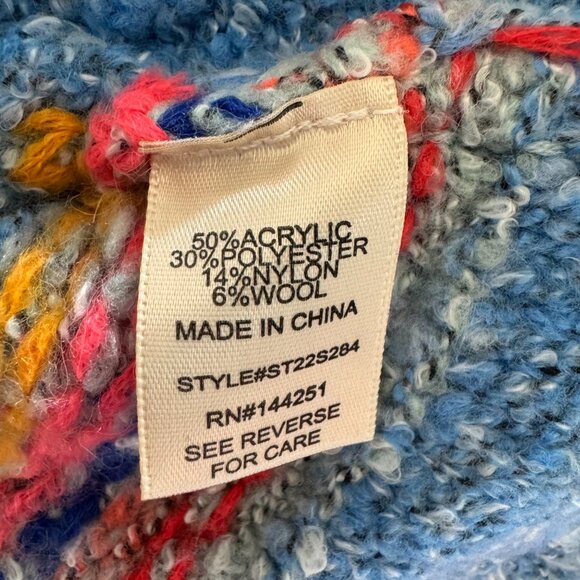 50%ACRYLIC
30%POLYESTER
14%NYLON
6%WOOL
MADE IN CHINA
STYLE#ST22S284
RN#144251
SEE REVERSE
FOR CARE